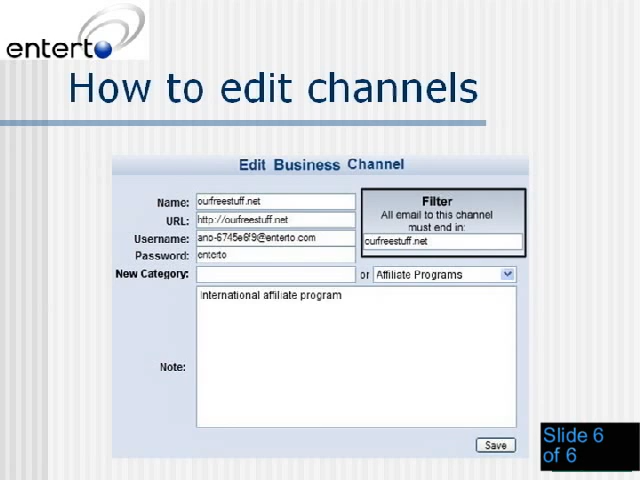 enterto
How to edit channels
Edit Business Channel
Name: ourfreestuff.net
URL: http://ourfreestuff.net
Username: ano-6745e6f9@enterto.com
Password: enterto
Filter
All email to this channel
must end in:
ourfreestuff.net
New Category: or Affiliate Programs
International affiliate program
Note:
Save
Slide 6
of 6